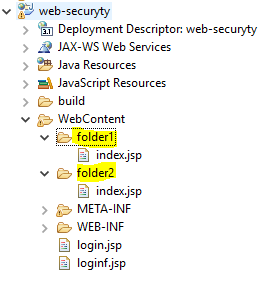 web-securyty
Deployment Descriptor: web-securyty
JAX-WS Web Services
Java Resources
JavaScript Resources
build
WebContent
folder1
index.jsp
folder2
index.jsp
META-INF
WEB-INF
login.jsp
loginf.jsp